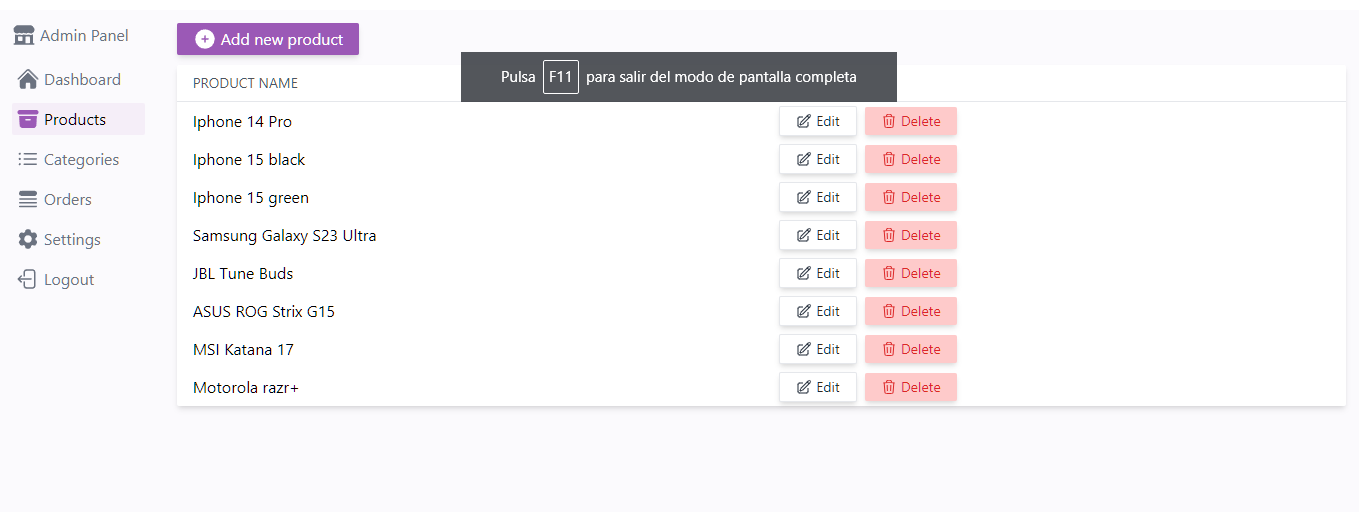 Admin Panel
Dashboard
Products
Categories
Orders
Settings
Logout
Add new product
Pulsa F11 para salir del modo de pantalla completa
PRODUCT NAME
Iphone 14 Pro Edit Delete
Iphone 15 black Edit Delete
Iphone 15 green Edit Delete
Samsung Galaxy S23 Ultra Edit Delete
JBL Tune Buds Edit Delete
ASUS ROG Strix G15 Edit Delete
MSI Katana 17 Edit Delete
Motorola razr+ Edit Delete